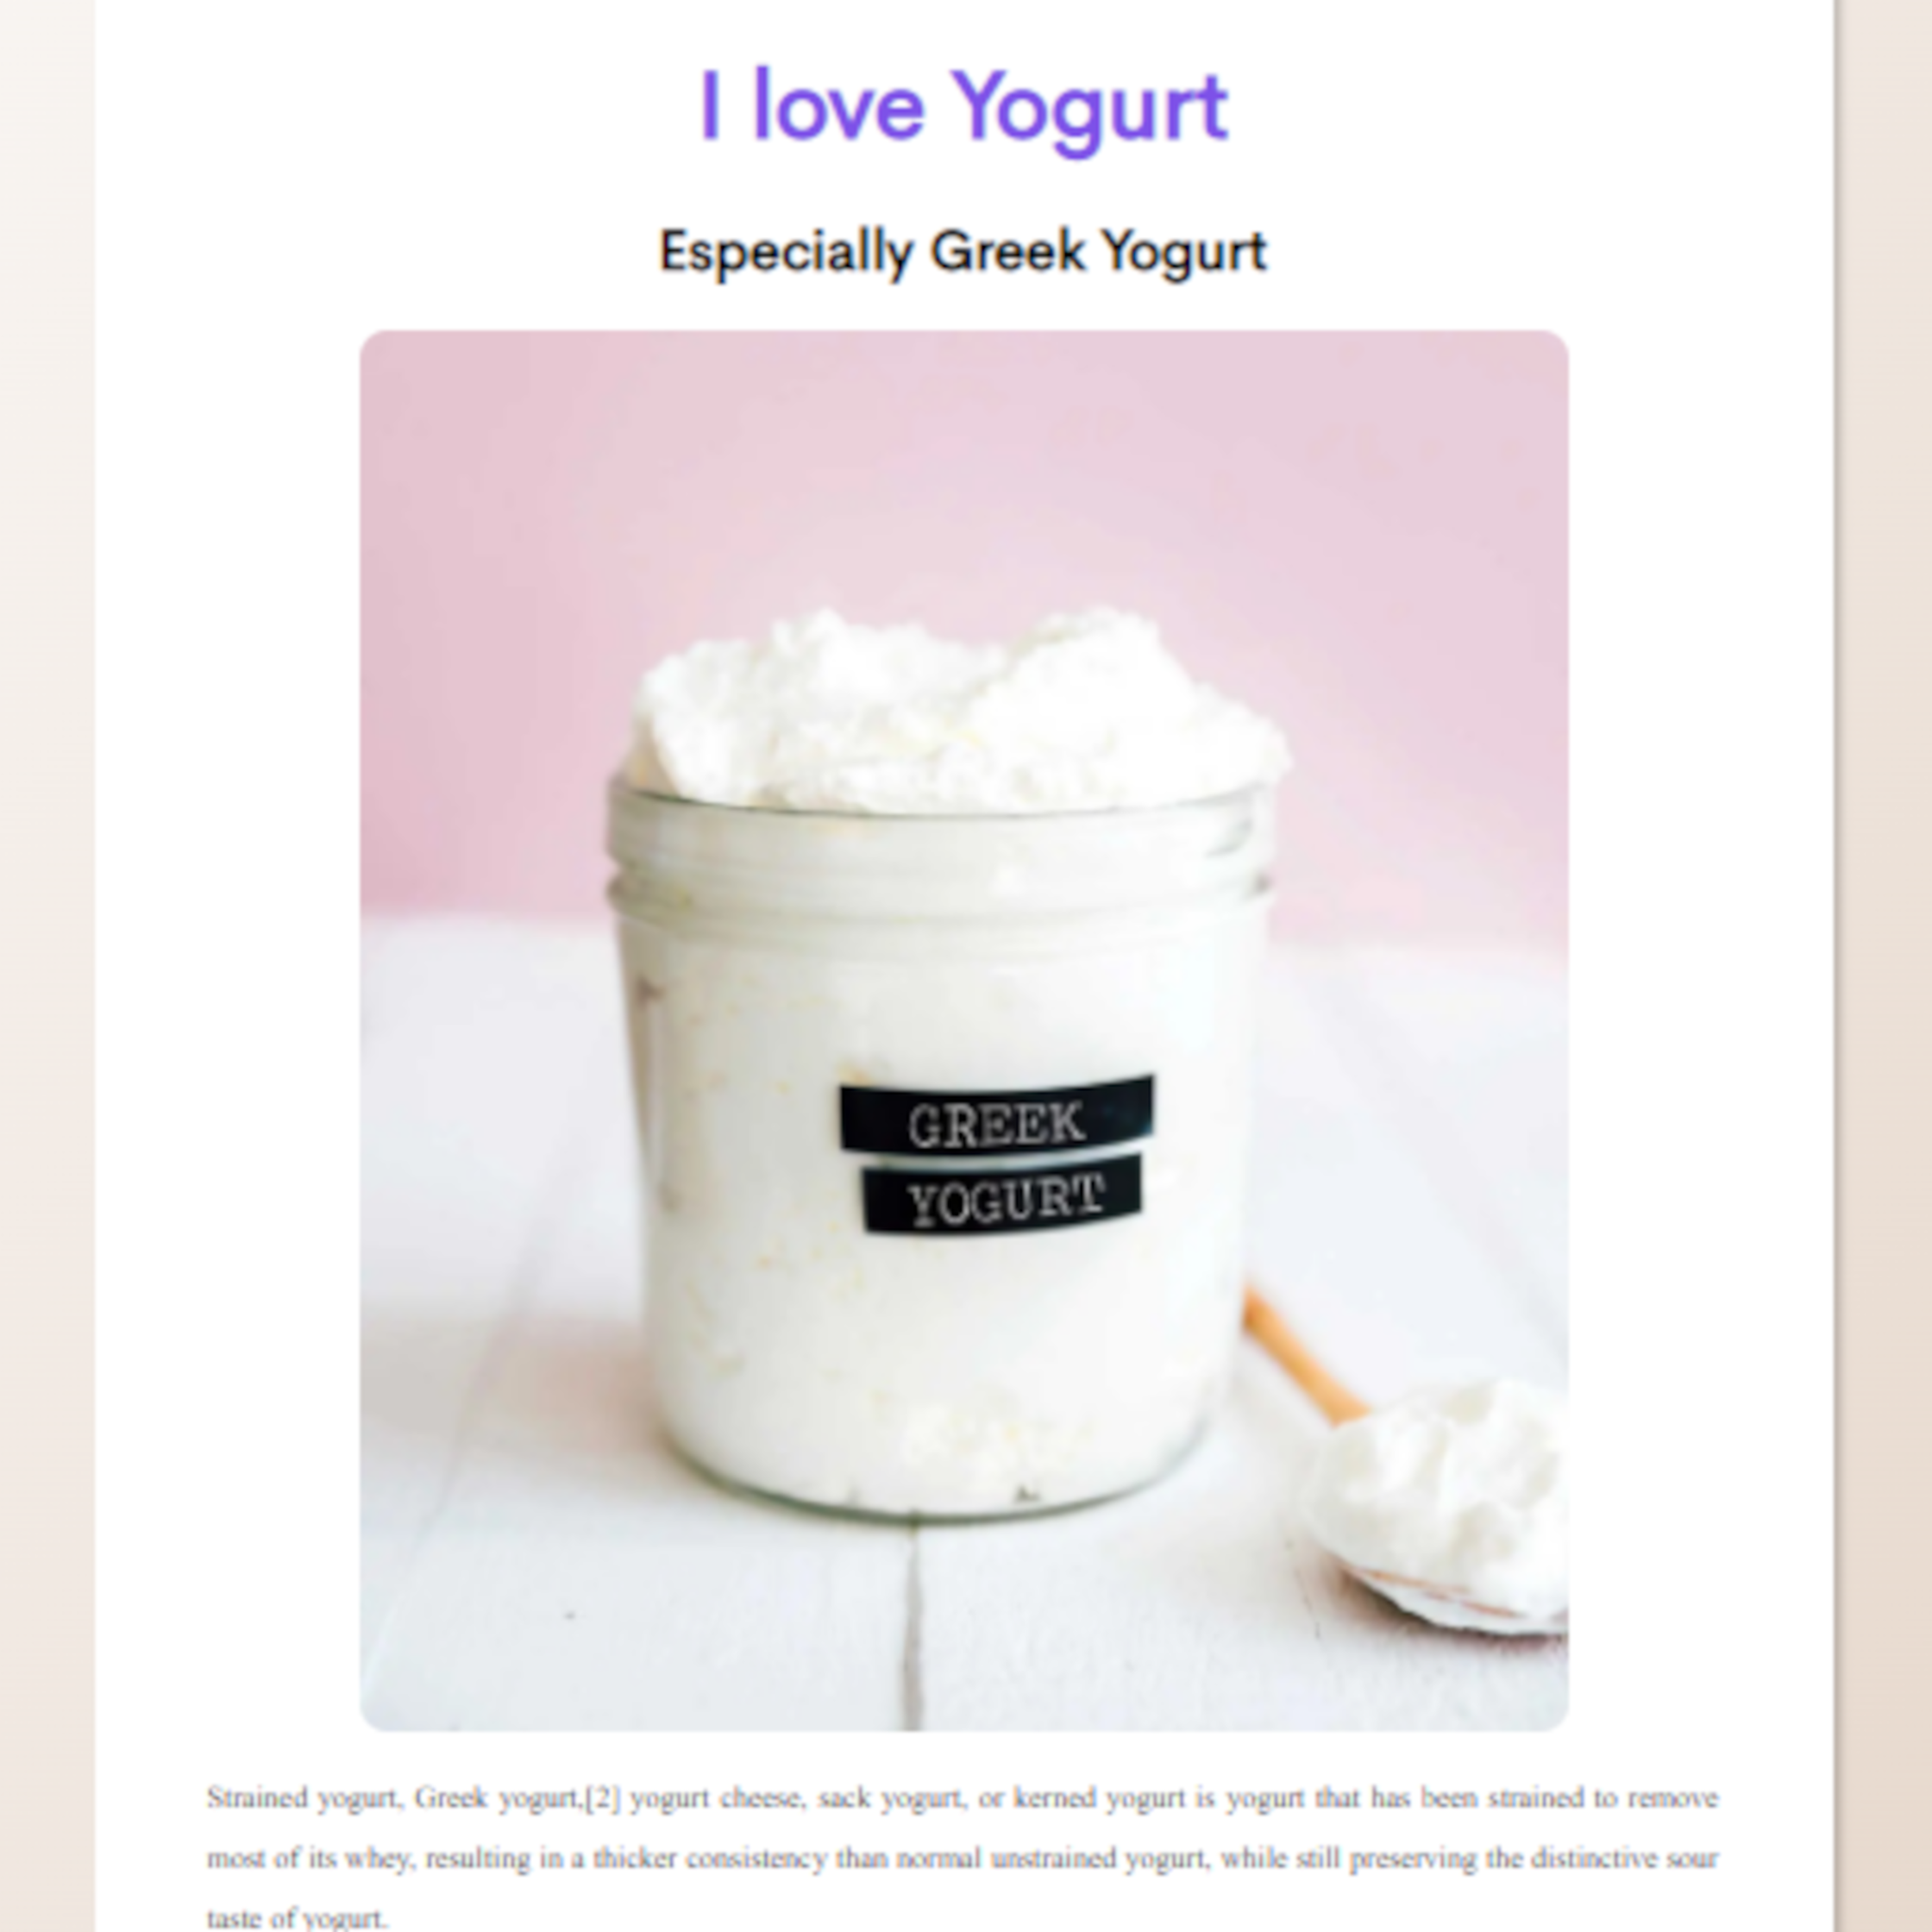 I love Yogurt
Especially Greek Yogurt
GREEK
YOGURT
Strained yogurt, Greek yogurt,[2] yogurt cheese, sack yogurt, or kerned yogurt is yogurt that has been strained to remove
most of its whey, resulting in a thicker consistency than normal unstrained yogurt, while still preserving the distinctive sour
taste of yogurt.